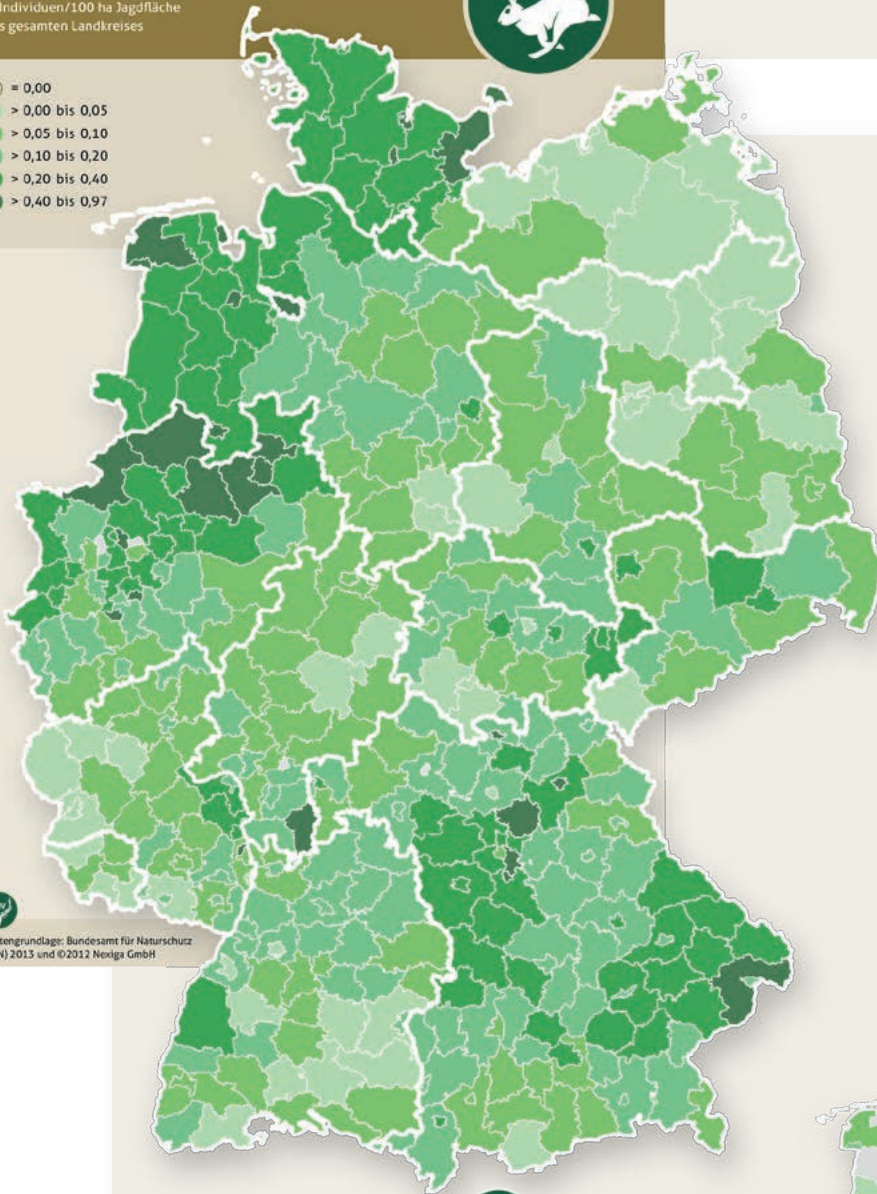 Individuen/100 ha Jagdfläche
s gesamten Landkreises
= 0,00
> 0,00 bis 0,05
> 0,05 bis 0,10
> 0,10 bis 0,20
> 0,20 bis 0,40
> 0,40 bis 0,97
tengrundlage: Bundesamt für Naturschutz
N) 2013 und ©2012 Nexiga GmbH